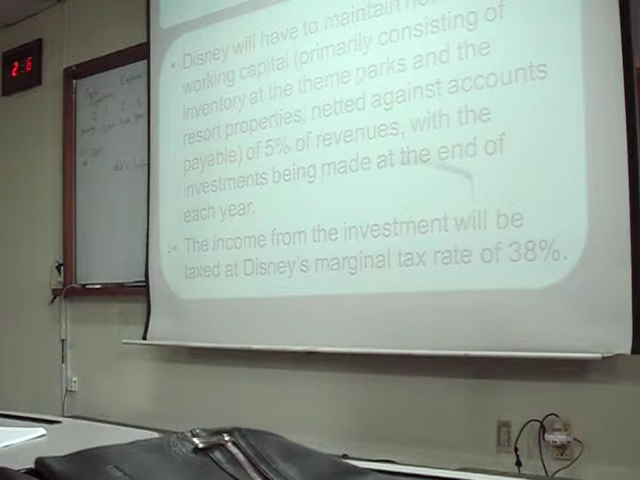 2:6
• Disney will have to maintain
working capital (primarily consisting of
inventory at the theme parks and the
resort properties, netted against accounts
payable) of 5% of revenues, with the
investments being made at the end of
each year.
• The income from the investment will be
taxed at Disney's marginal tax rate of 38%.